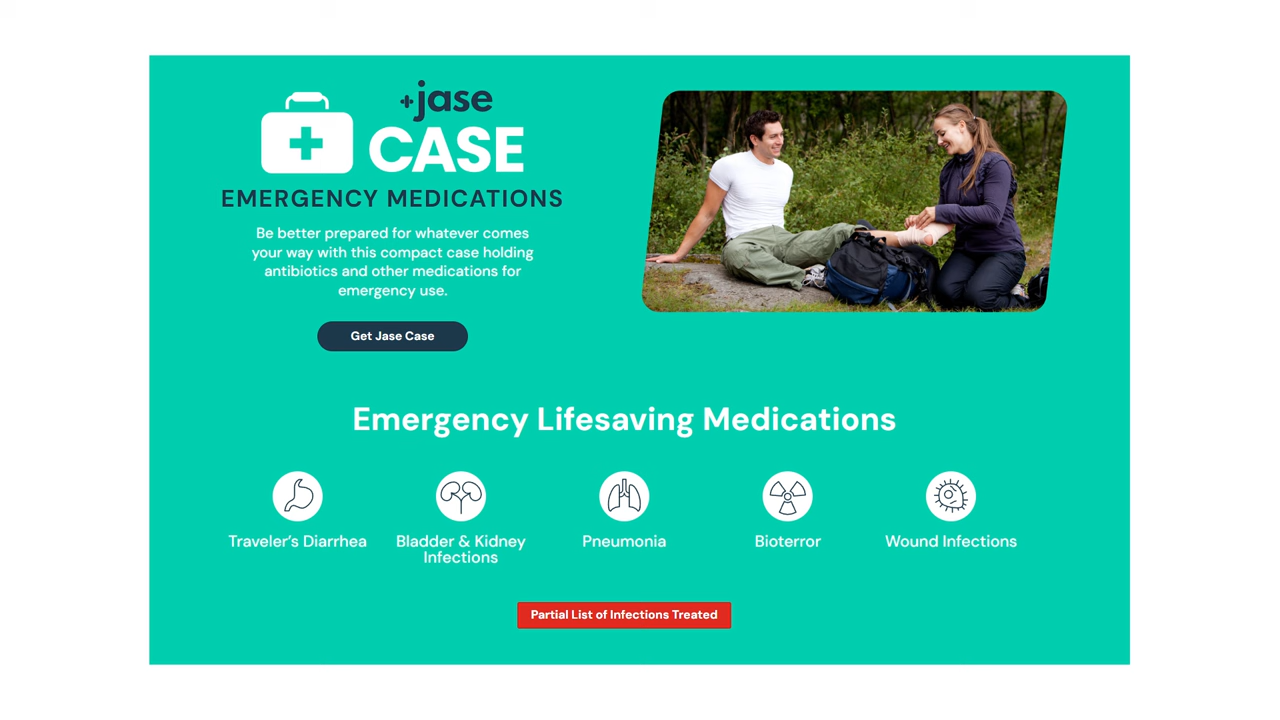 +jase
CASE
EMERGENCY MEDICATIONS
Be better prepared for whatever comes
your way with this compact case holding
antibiotics and other medications for
emergency use.
Get Jase Case
Emergency Lifesaving Medications
Traveler's Diarrhea
Bladder & Kidney
Infections
Pneumonia
Bioterror
Wound Infections
Partial List of Infections Treated